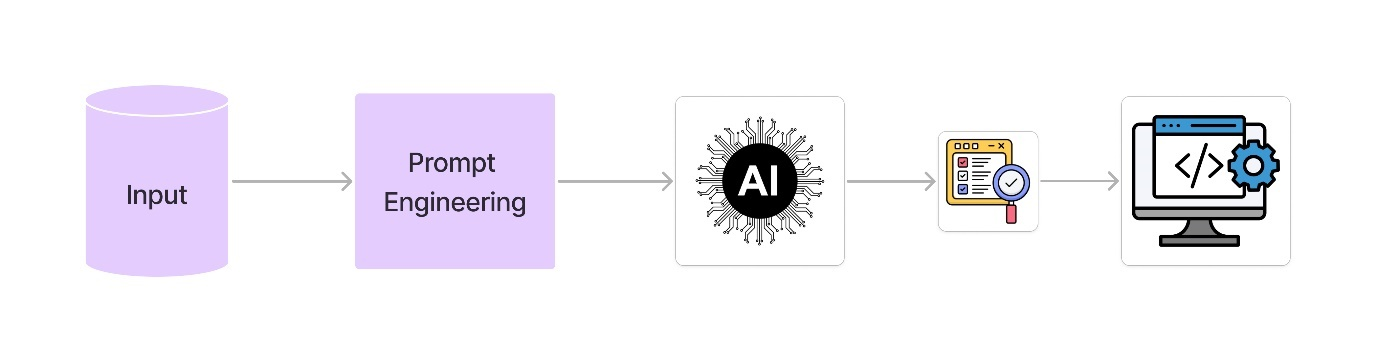 Input
Prompt
Engineering
AI
</>